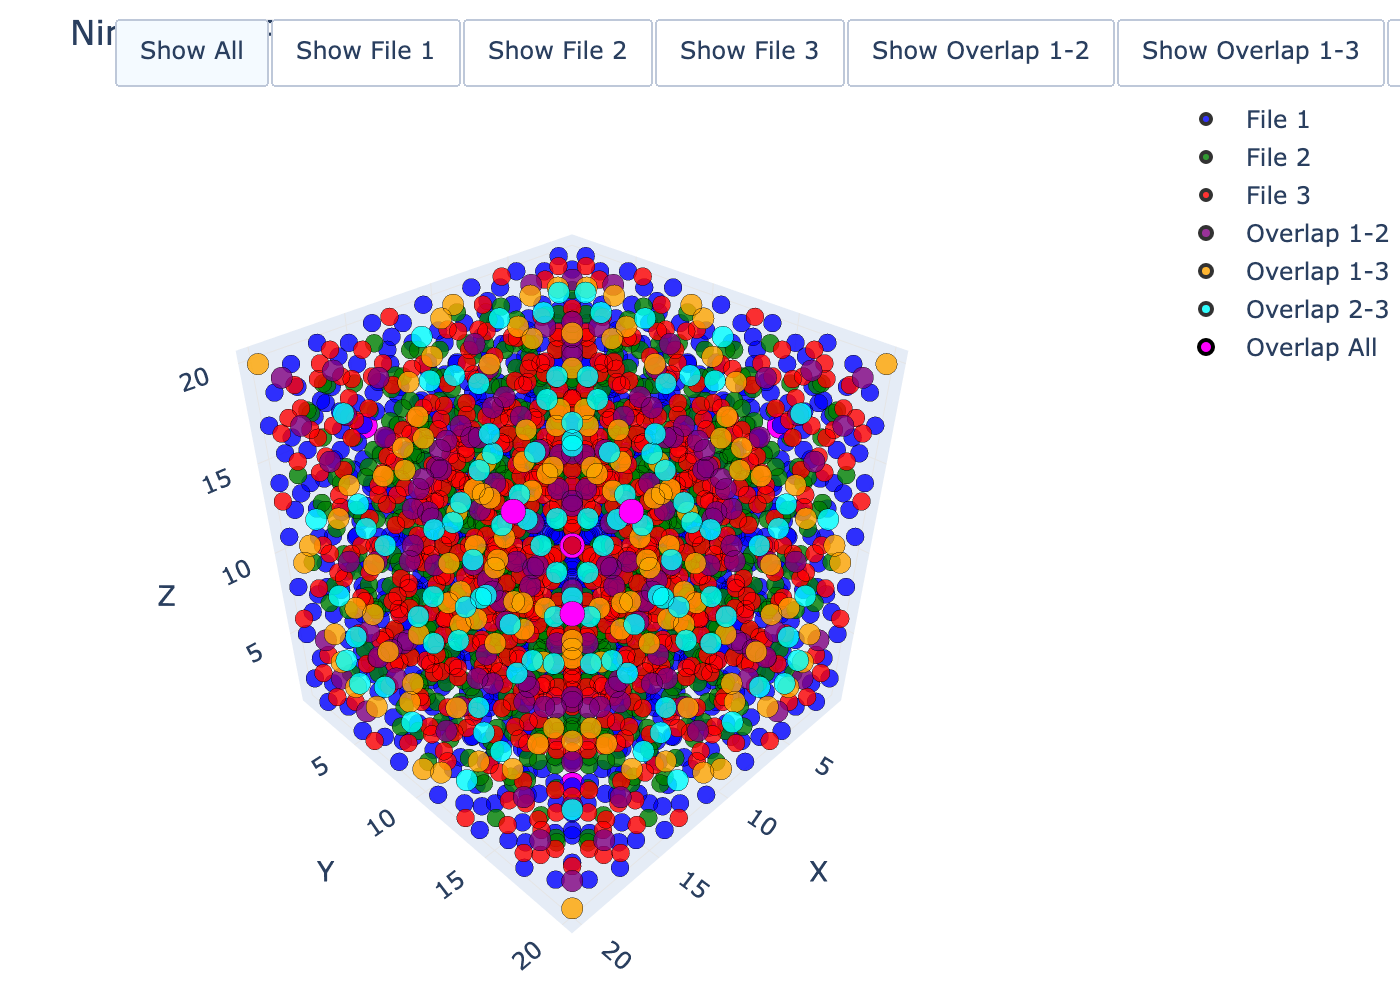 Show All
Show File 1
Show File 2
Show File 3
Show Overlap 1-2
Show Overlap 1-3
File 1
File 2
File 3
Overlap 1-2
Overlap 1-3
Overlap 2-3
Overlap All
20
15
10
5
Z
5
10
15
20
Y
5
10
15
20
X